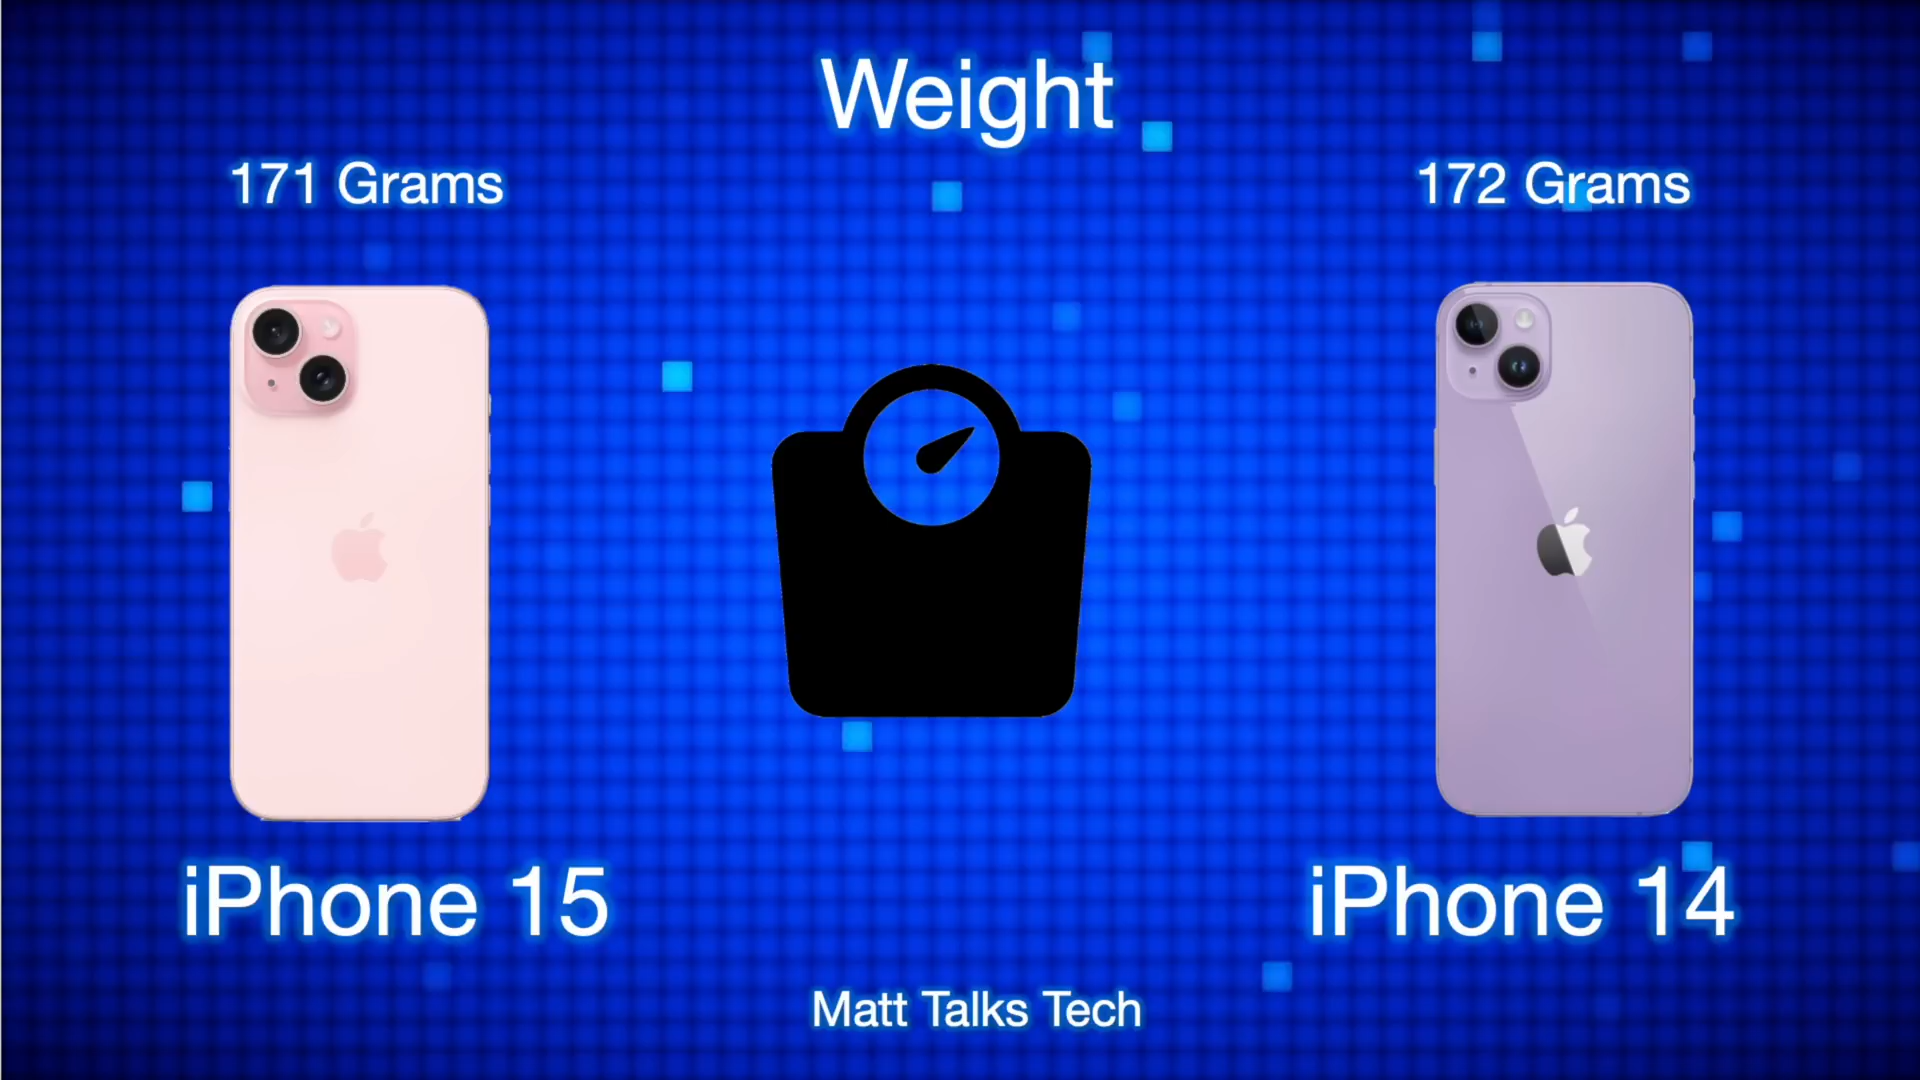 Weight
171 Grams
172 Grams
iPhone 15
iPhone 14
Matt Talks Tech